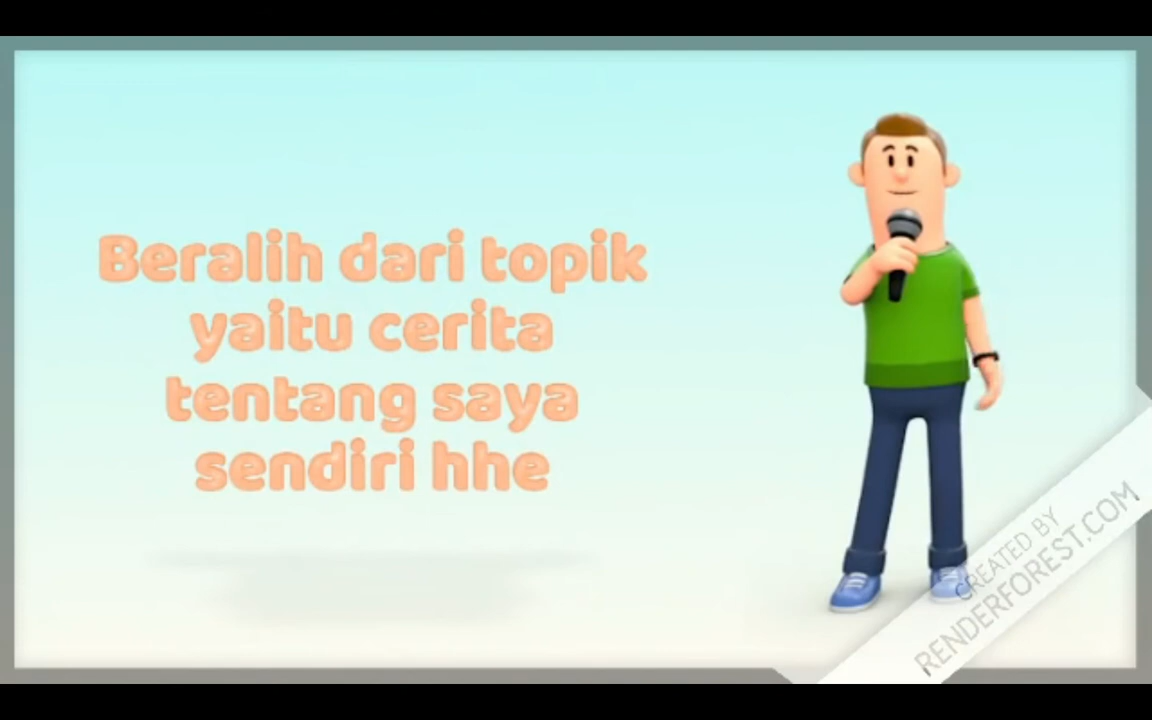 Beralih dari topik
yaitu cerita
tentang saya
sendiri hhe
CREATED BY
RENDERFOREST.COM